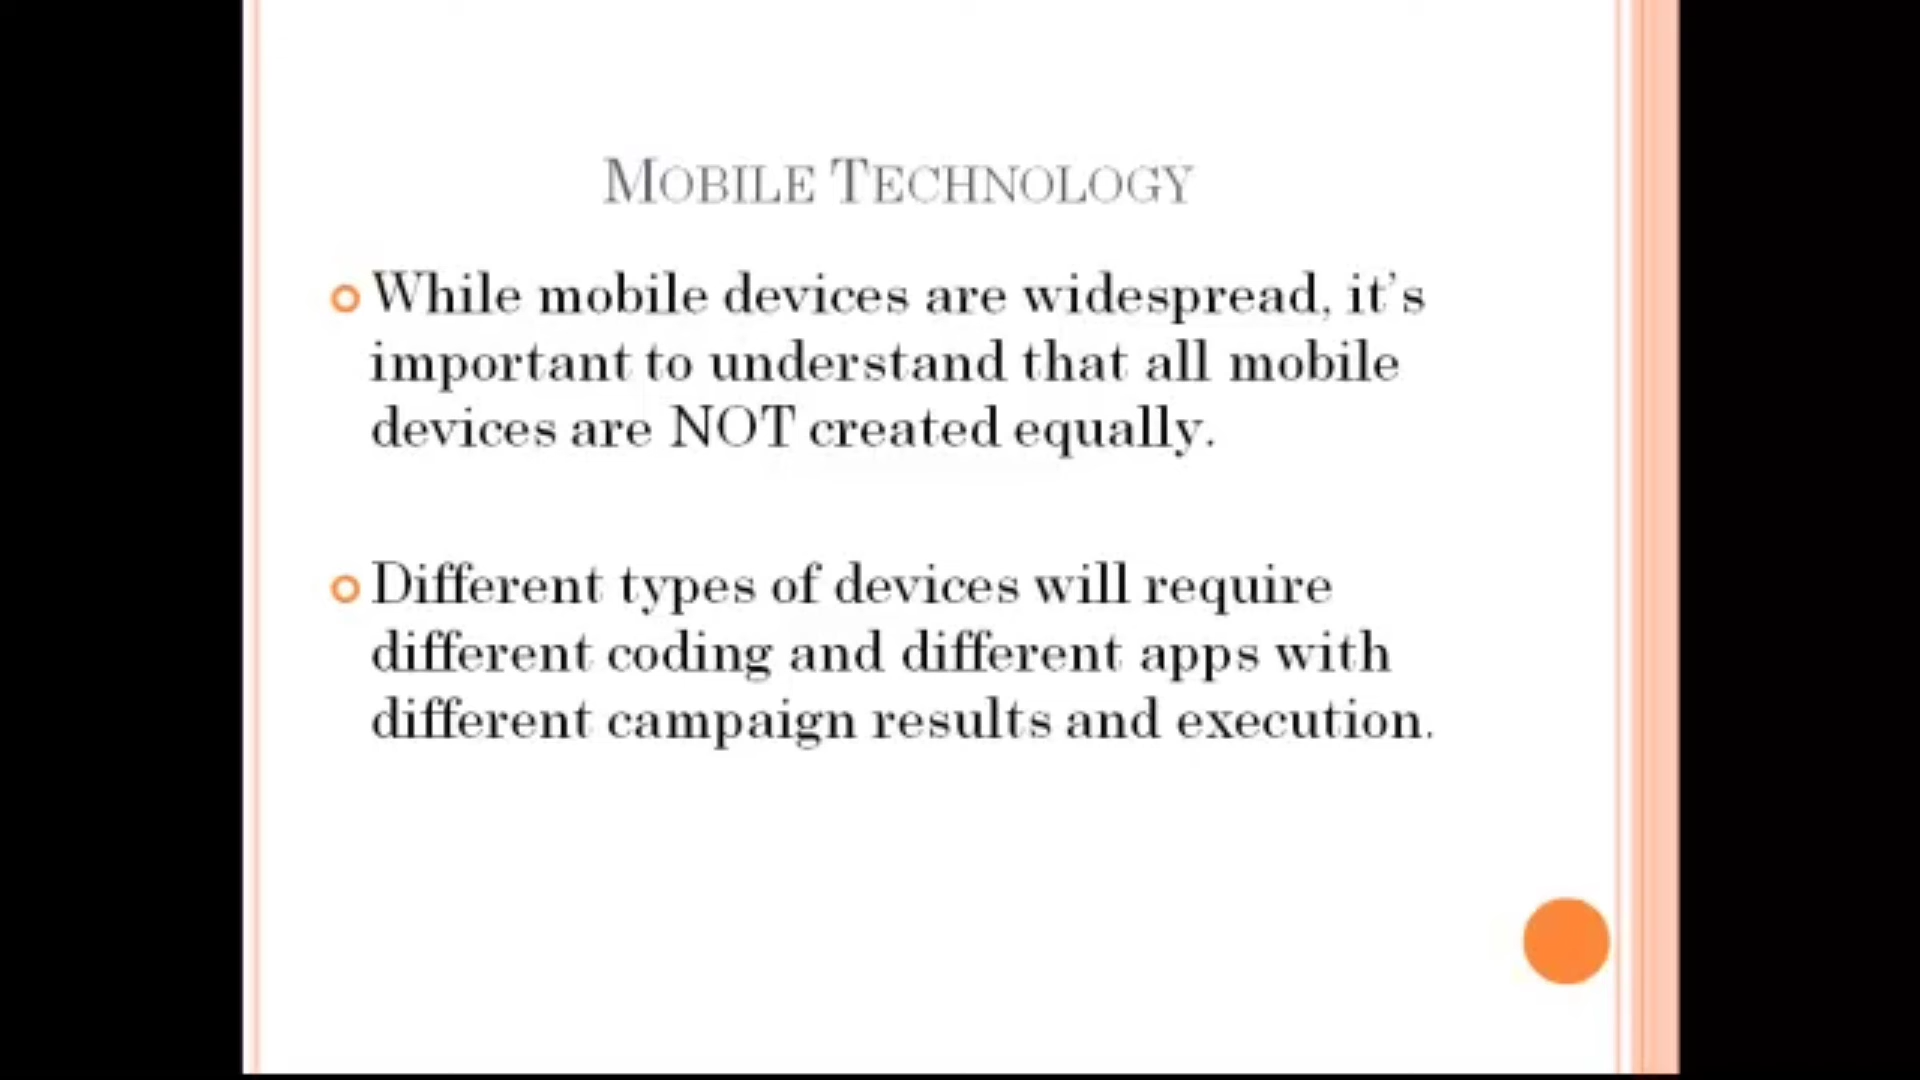 Mobile Technology
While mobile devices are widespread, it's
important to understand that all mobile
devices are NOT created equally.
Different types of devices will require
different coding and different apps with
different campaign results and execution.